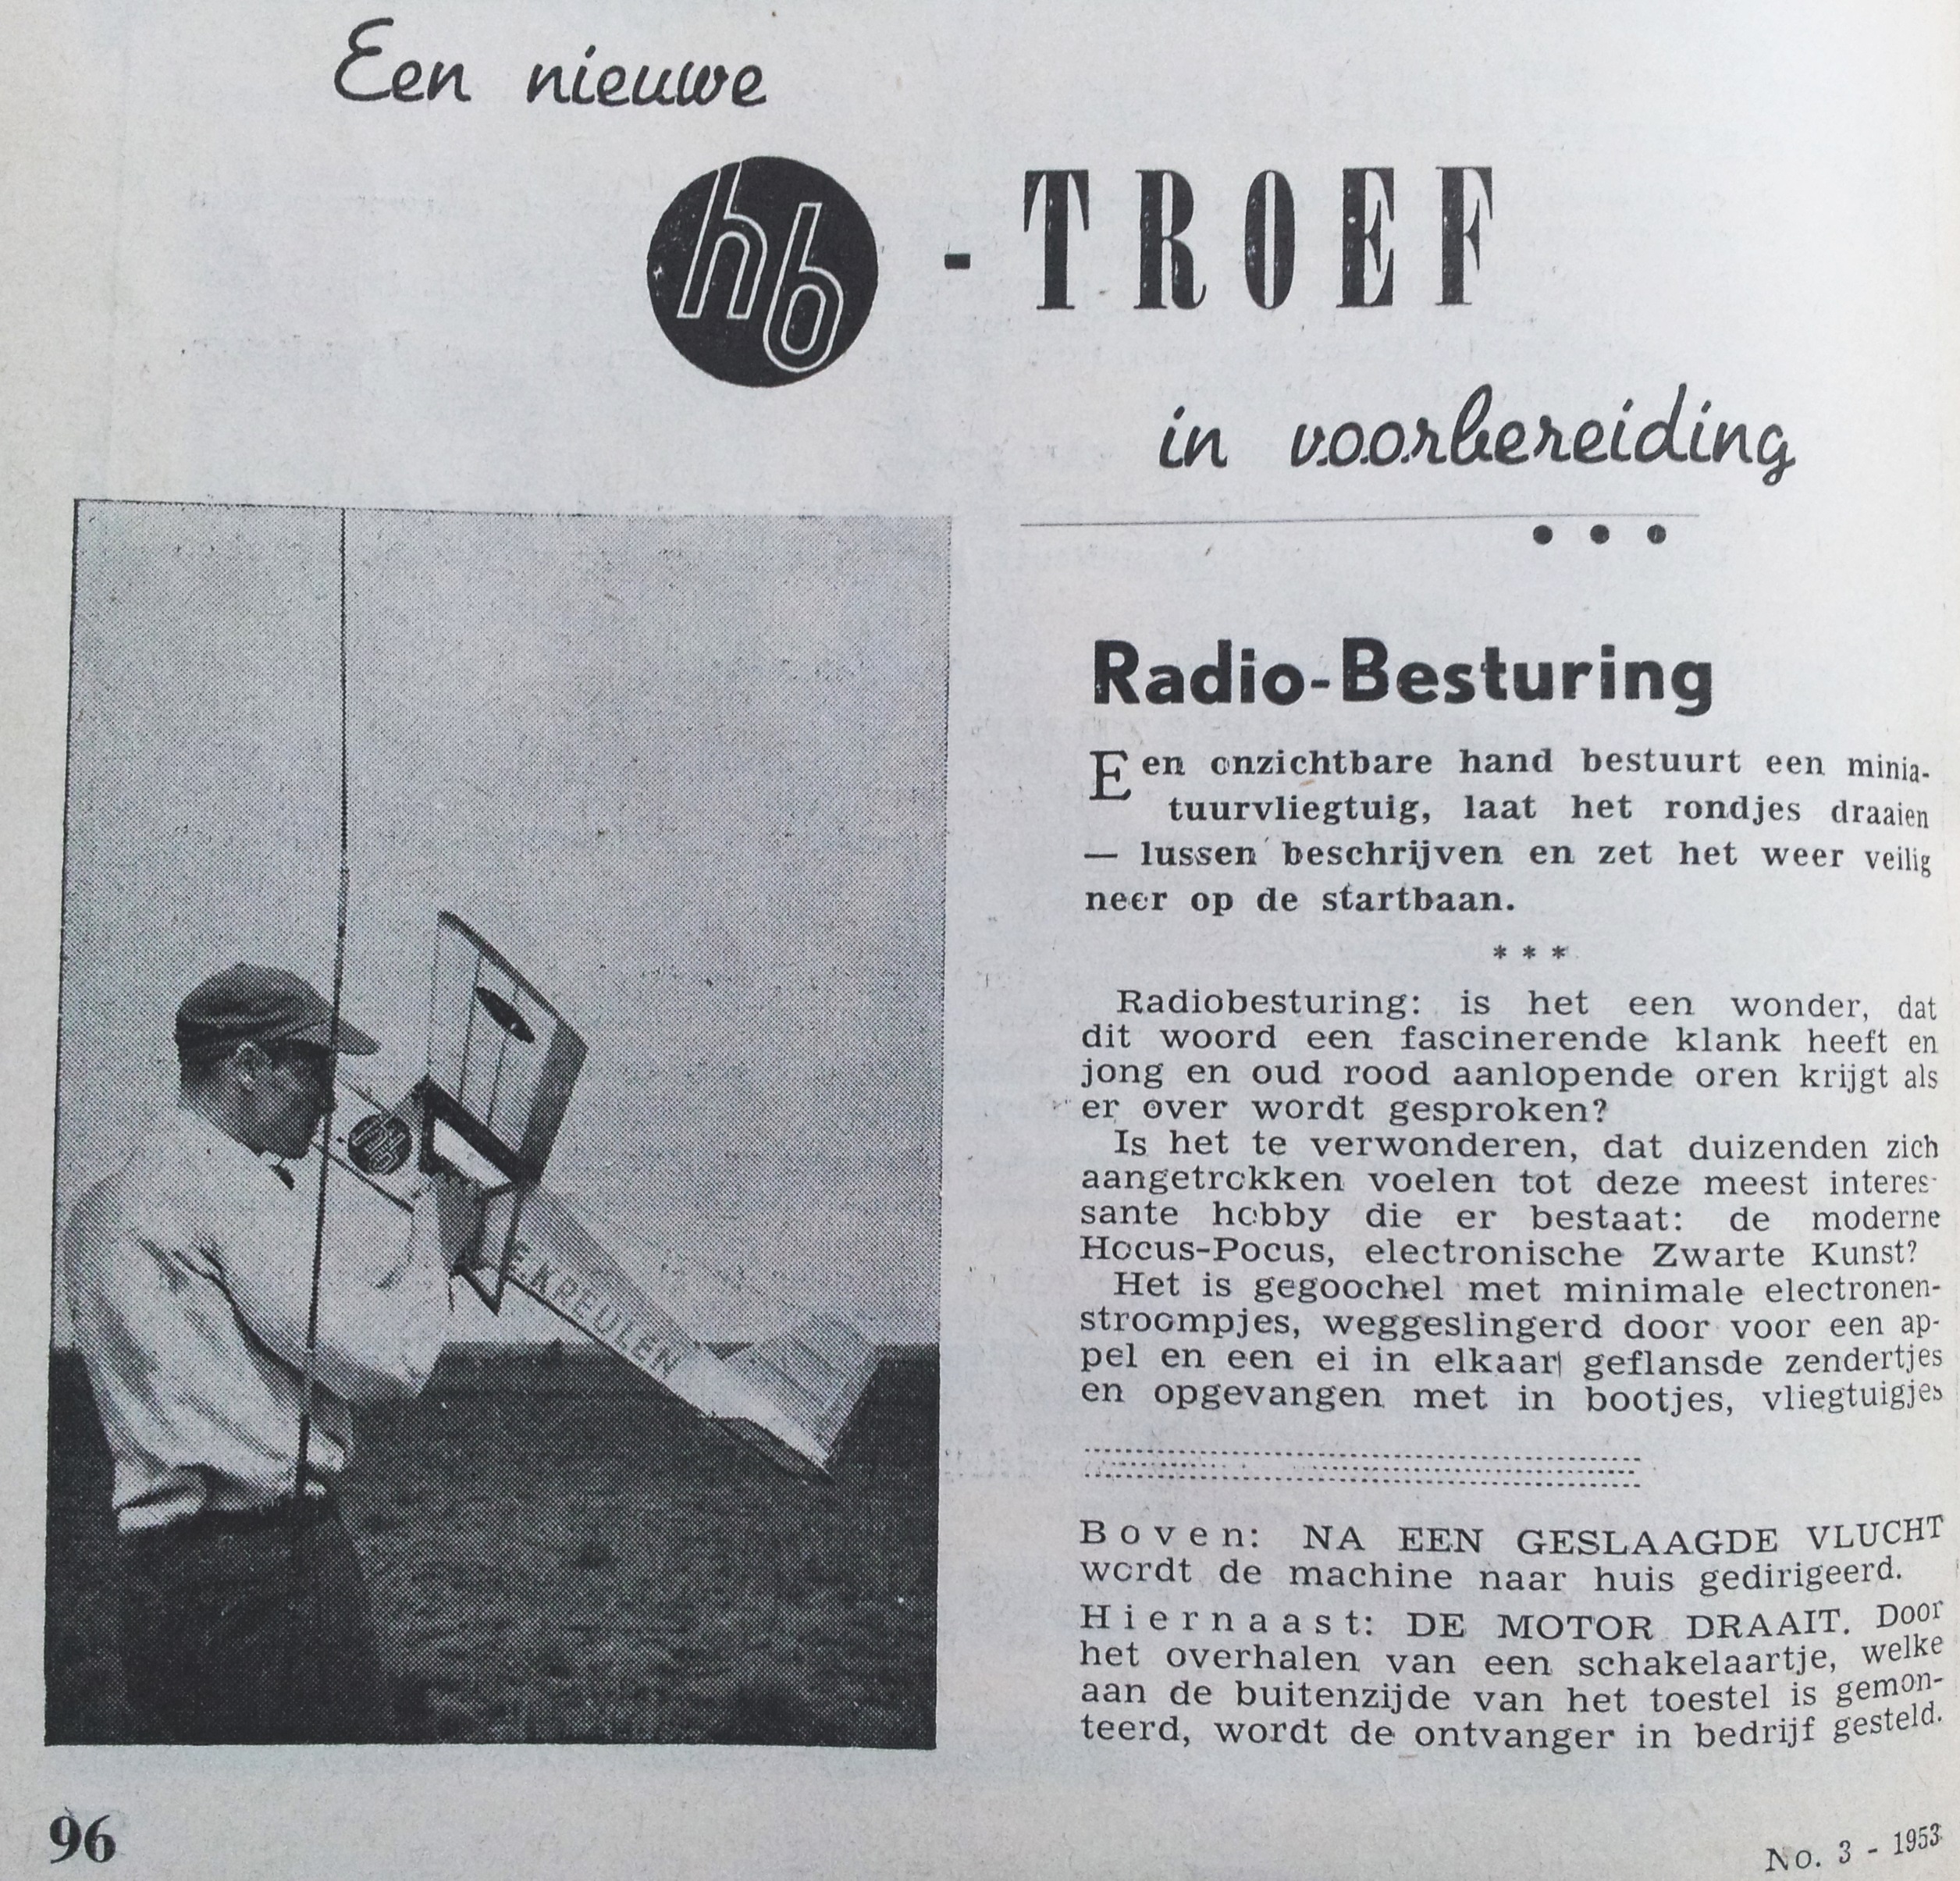 Een nieuwe
hb - TROEF
in voorbereiding
...
Radio-Besturing
Een onzichtbare hand bestuurt een minia-
tuurvliegtuig, laat het rondjes draaien
— lussen beschrijven en zet het weer veilig
neer op de startbaan.
* * *
Radiobesturing: is het een wonder, dat
dit woord een fascinerende klank heeft en
jong en oud rood aanlopende oren krijgt als
er over wordt gesproken?
Is het te verwonderen, dat duizenden zich
aangetrokken voelen tot deze meest interes-
sante hobby die er bestaat: de moderne
Hocus-Pocus, electronische Zwarte Kunst?
Het is gegoochel met minimale electronen-
stroompjes, weggeslingerd door voor een ap-
pel en een ei in elkaar geflansde zendertjes
en opgevangen met in bootjes, vliegtuigjes
hb
E.KREULEN
Boven: NA EEN GESLAAGDE VLUCHT
wordt de machine naar huis gedirigeerd.
Hiernaast: DE MOTOR DRAAIT. Door
het overhalen van een schakelaartje, welke
aan de buitenzijde van het toestel is gemon-
teerd, wordt de ontvanger in bedrijf gesteld.
96
No. 3 - 1953